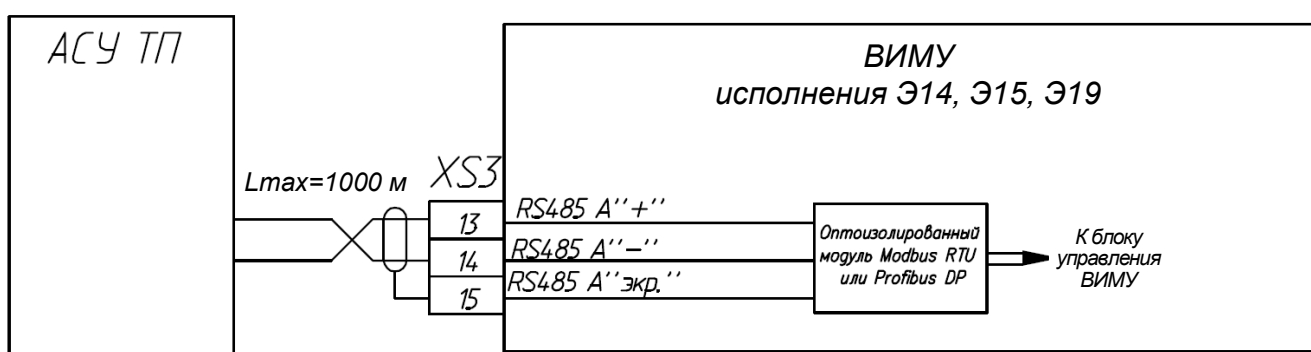 АСУ ТП
ВИМУ
исполнения Э14, Э15, Э19
Lmax=1000 м
XS3
13
RS485 А''+''
14
RS485 А''–''
15
RS485 А''экр.''
Оптоизолированный
модуль Modbus RTU
или Profibus DP
К блоку
управления
ВИМУ